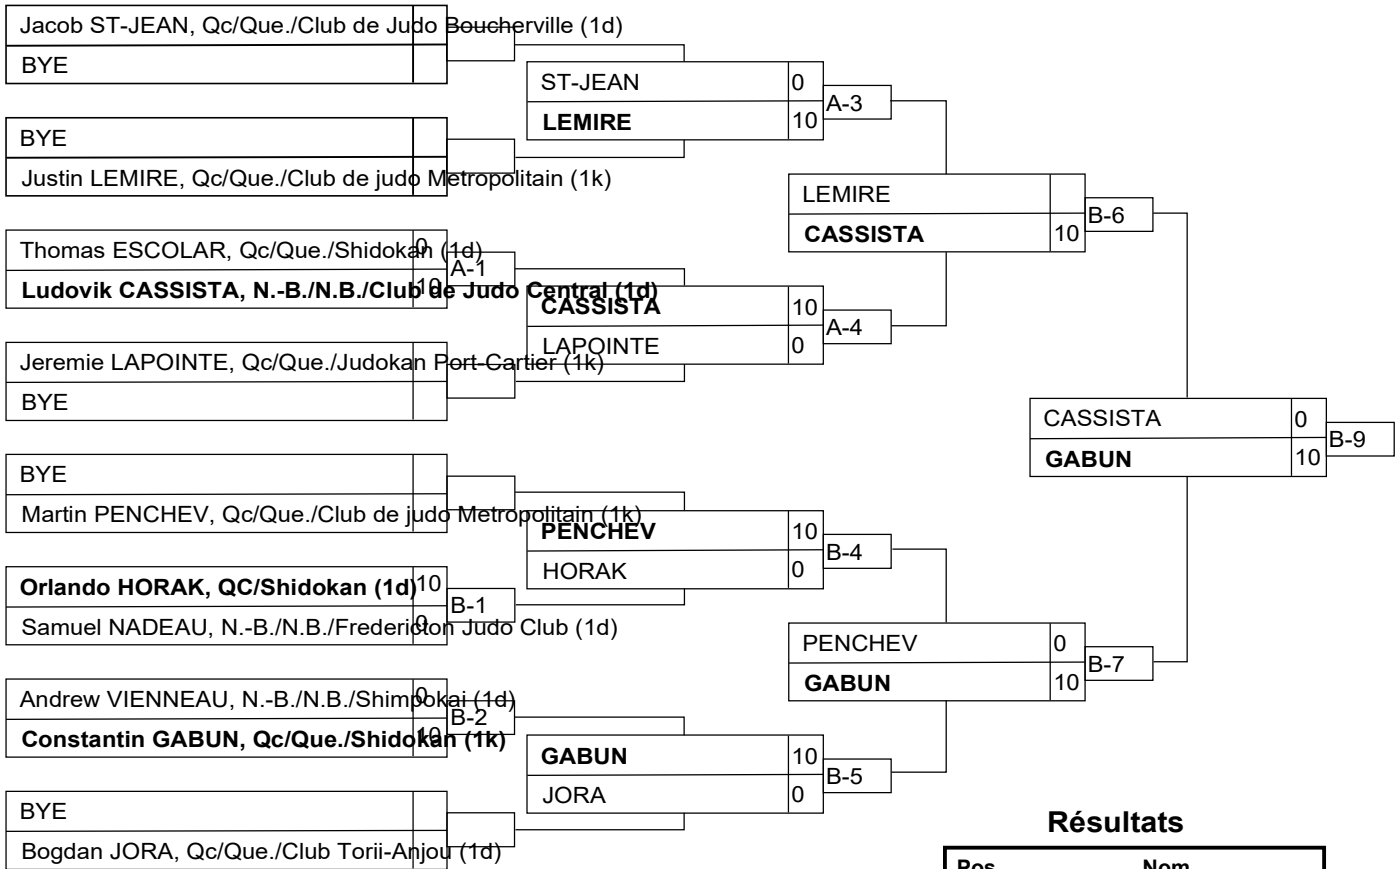 Jacob ST-JEAN, Qc/Que./Club de Judo Boucherville (1d)
BYE
BYE
Justin LEMIRE, Qc/Que./Club de judo Metropolitain (1k)
Thomas ESCOLAR, Qc/Que./Shidokan (1d) 0
Ludovik CASSISTA, N.-B./N.B./Club de Judo Central (1d) 10
A-1
Jeremie LAPOINTE, Qc/Que./Judokan Port-Cartier (1k)
BYE
BYE
Martin PENCHEV, Qc/Que./Club de judo Metropolitain (1k)
Orlando HORAK, QC/Shidokan (1d) 10
Samuel NADEAU, N.-B./N.B./Fredericton Judo Club (1d) 0
B-1
Andrew VIENNEAU, N.-B./N.B./Shimpokai (1d) 0
Constantin GABUN, Qc/Que./Shidokan (1k) 10
B-2
BYE
Bogdan JORA, Qc/Que./Club Torii-Anjou (1d)
ST-JEAN 0
LEMIRE 10
A-3
CASSISTA 10
LAPOINTE 0
A-4
PENCHEV 10
HORAK 0
B-4
GABUN 10
JORA 0
B-5
LEMIRE
CASSISTA 10
B-6
PENCHEV 0
GABUN 10
B-7
CASSISTA 0
GABUN 10
B-9
Résultats
Pos Nom